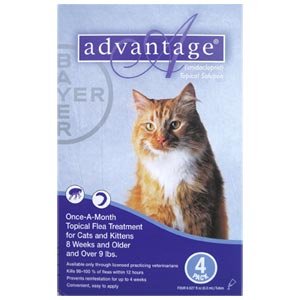 advantage®
(imidacloprid)
Topical Solution
BAYER
BAYER
Once-A-Month
Topical Flea Treatment
for Cats and Kittens
8 Weeks and Older
and Over 9 lbs.
Available only through licensed practicing veterinarians
Kills 98-100 % of fleas within 12 hours
Prevents reinfestation for up to 4 weeks
Convenient, easy to apply
4
PACK